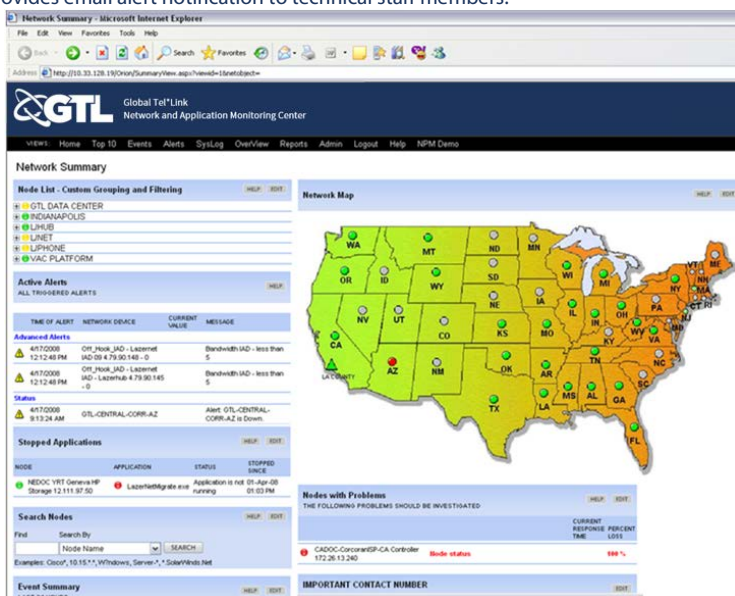 ovides email alert notification to technical staff members.
Network Summary - Microsoft Internet Explorer
File Edit View Favorites Tools Help
Back Search Favorites
Address http://10.33.128.19/Orion/SummaryView.aspx?viewid=1&netobject=
GTL
Global Tel*Link
Network and Application Monitoring Center
VIEWS: Home Top 10 Events Alerts SysLog OverView Reports Admin Logout Help NPM Demo
Network Summary
Node List - Custom Grouping and Filtering HELP EDIT
GTL DATA CENTER
INDIANAPOLIS
L/HUB
L/NET
L/PHONE
VAC PLATFORM
Active Alerts HELP
ALL TRIGGERED ALERTS
TIME OF ALERT NETWORK DEVICE CURRENT VALUE MESSAGE
Advanced Alerts
4/17/2008 12:12:48 PM Off_Hook_IAD - Lazernet IAD 09 4.79.90.148 - 0 Bandwidth IAD - less than 5
4/17/2008 12:12:48 PM Off_Hook_IAD - Lazernet IAD - Lazerhub 4.79.90.145 - 0 Bandwidth IAD - less than 5
Status
4/17/2008 9:13:24 AM GTL-CENTRAL-CORR-AZ Alert: GTL-CENTRAL-CORR-AZ is Down.
Stopped Applications HELP EDIT
NODE APPLICATION STATUS STOPPED SINCE
NEDOC YRT Geneva HP Storage 12.111.97.50 LazerNetMigrate.exe Application is not running 01-Apr-08 01:03 PM
Search Nodes HELP EDIT
Find Search By
Node Name SEARCH
Examples: Cisco*, 10.15.*.*, W?ndows, Server-*, *.SolarWinds.Net
Event Summary HELP EDIT
Network Map HELP EDIT
WA MT ND MN
OR ID WY SD WI MI
NV UT CO NE IA
CA AZ NM KS MO
IL IN OH KY WV VA
PA NY VT NH ME
MA CT RI NJ MD
OK AR TN NC SC
TX LA MS AL GA FL
LA COUNTY
Nodes with Problems HELP EDIT
THE FOLLOWING PROBLEMS SHOULD BE INVESTIGATED
CURRENT RESPONSE TIME PERCENT LOSS
CADOC-CorcoranISP-CA Controller 172.26.13.240 Node status 100 %
IMPORTANT CONTACT NUMBER EDIT